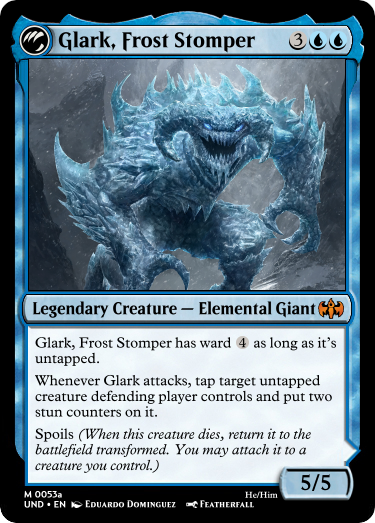 Glark, Frost Stomper 3
Legendary Creature — Elemental Giant
Glark, Frost Stomper has ward 4 as long as it's
untapped.
Whenever Glark attacks, tap target untapped
creature defending player controls and put two
stun counters on it.
Spoils (When this creature dies, return it to the
battlefield transformed. You may attach it to a
creature you control.)
5/5
M 0053a He/Him
UND • EN Eduardo Dominguez Featherfall